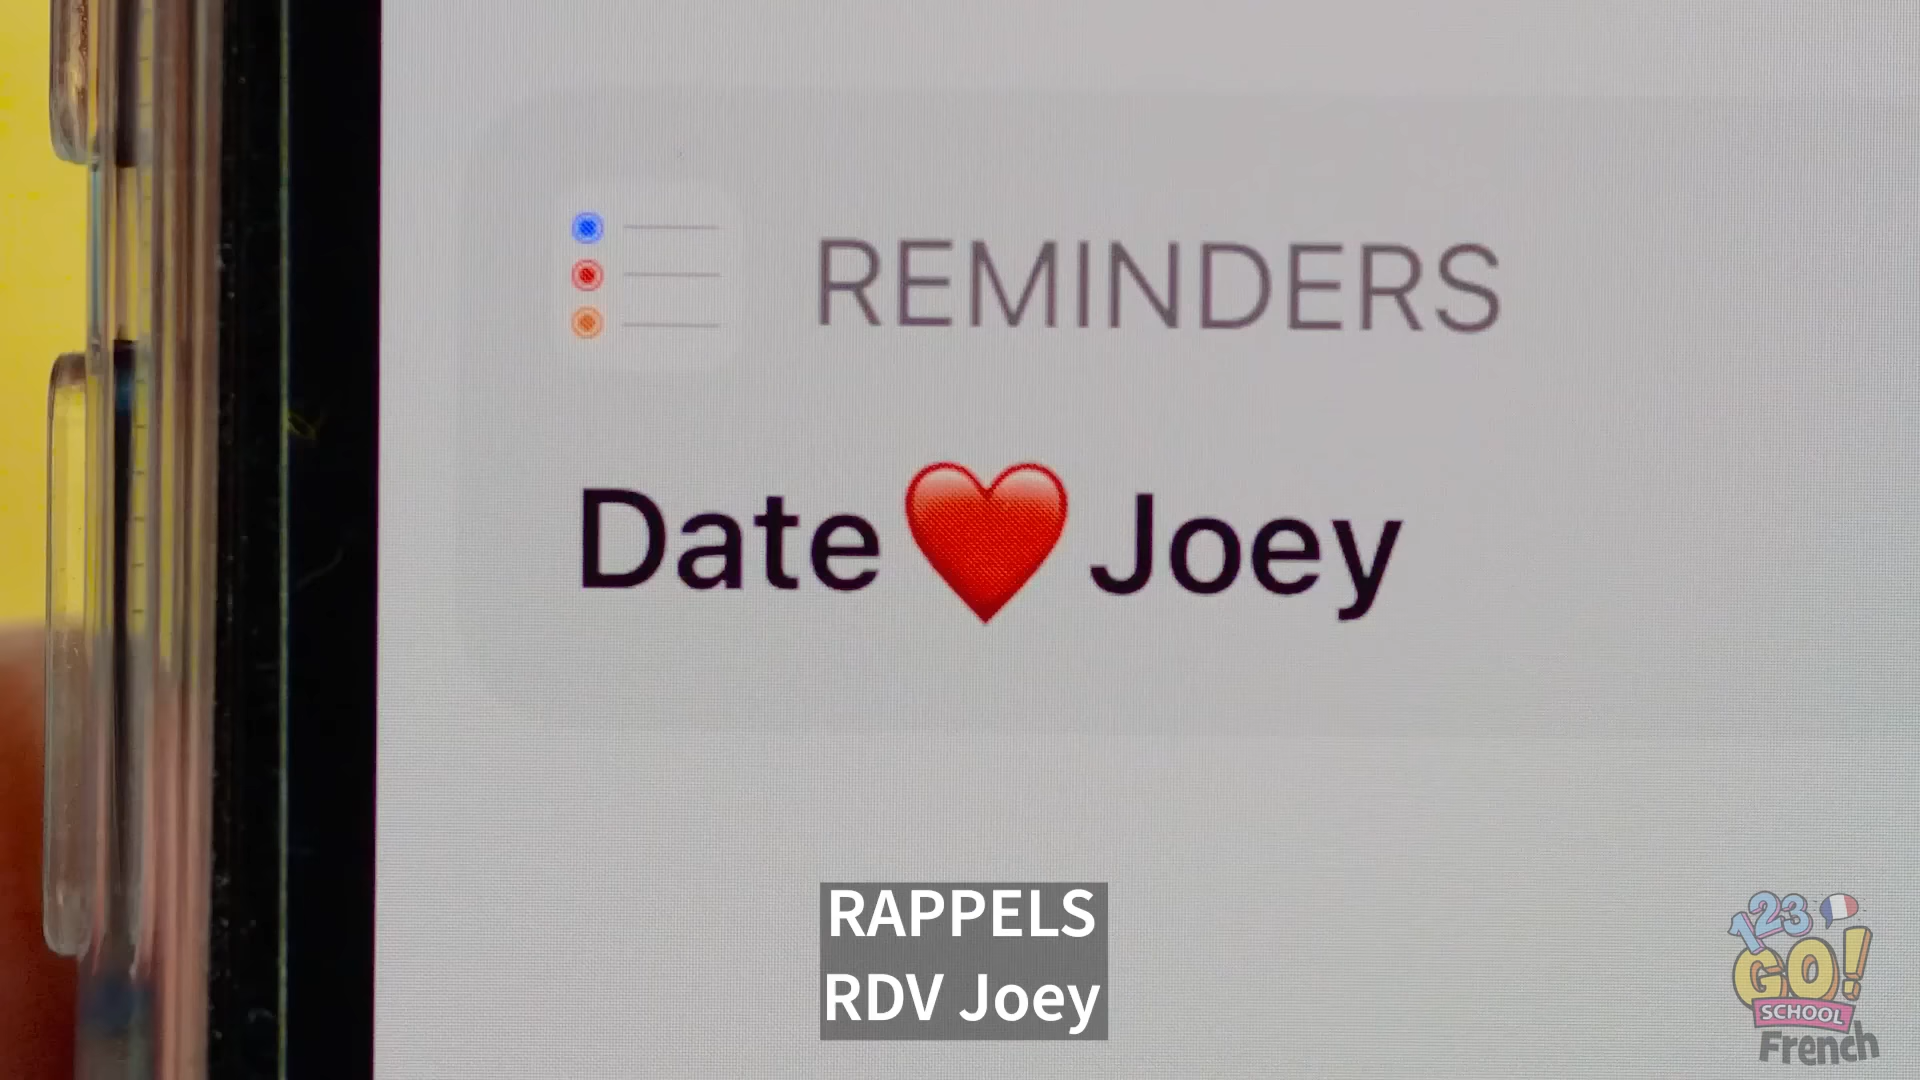 REMINDERS
Date❤️Joey
RAPPELS
RDV Joey
123
GO!
SCHOOL
French